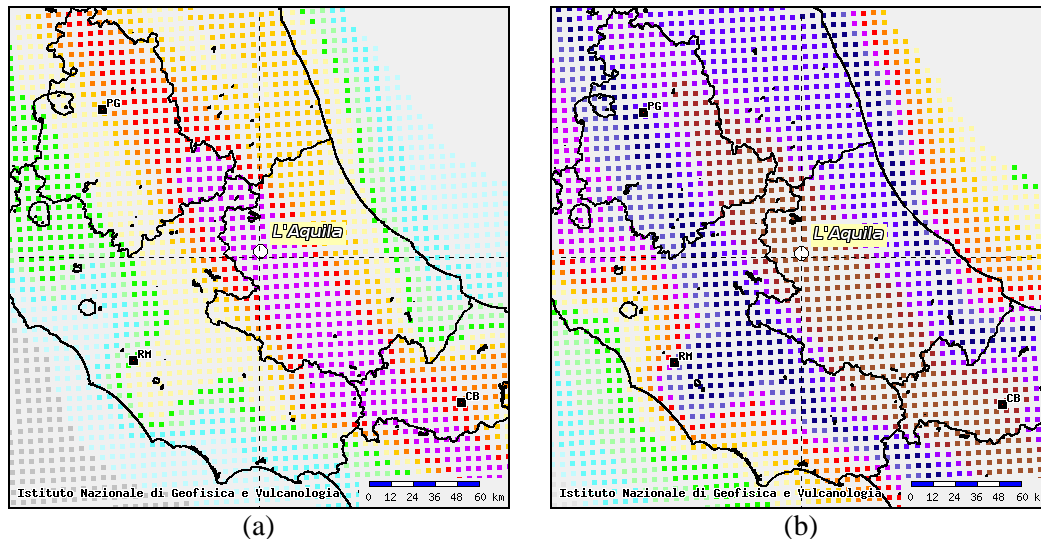 PG
L'Aquila
RM
CB
Istituto Nazionale di Geofisica e Vulcanologia
0 12 24 36 48 60 km
(a)
PG
L'Aquila
RM
CB
Istituto Nazionale di Geofisica e Vulcanologia
0 12 24 36 48 60 k
(b)